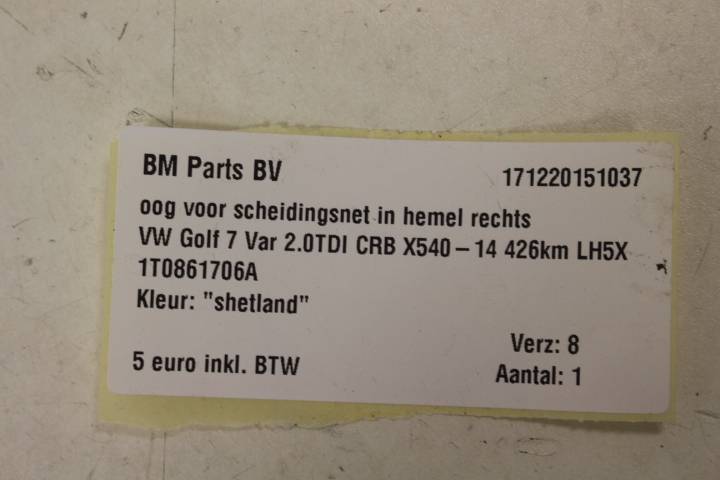 BM Parts BV 171220151037
oog voor scheidingsnet in hemel rechts
VW Golf 7 Var 2.0TDI CRB X540 – 14 426km LH5X
1T0861706A
Kleur: "shetland"
Verz: 8
5 euro inkl. BTW
Aantal: 1